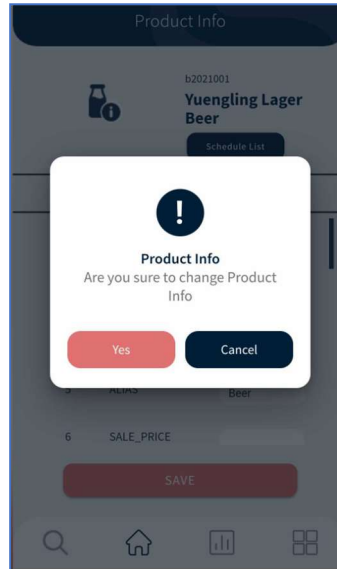 Product Info
b2021001
Yuengling Lager
Beer
Schedule List
!
Product Info
Are you sure to change Product
Info
Yes
Cancel
5 ALIAS Beer
6 SALE_PRICE
SAVE